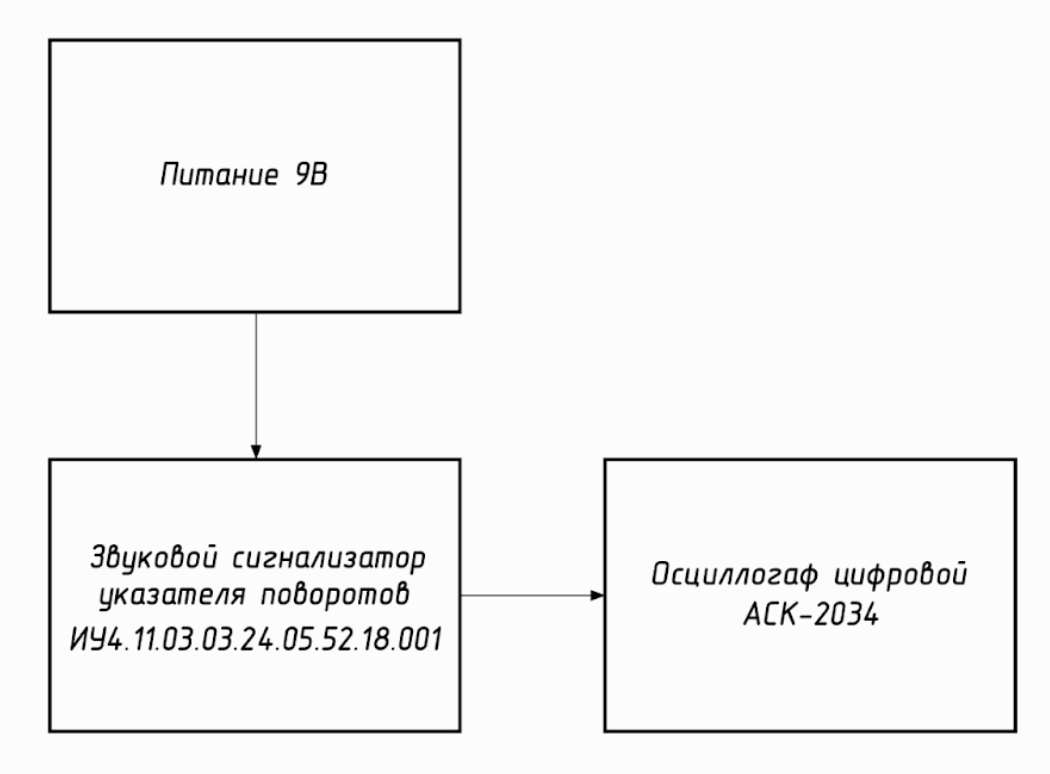 Питание 9В
Звуковой сигнализатор
указателя поворотов
ИУ4.11.03.03.24.05.52.18.001
Осциллогаф цифровой
АСК-2034